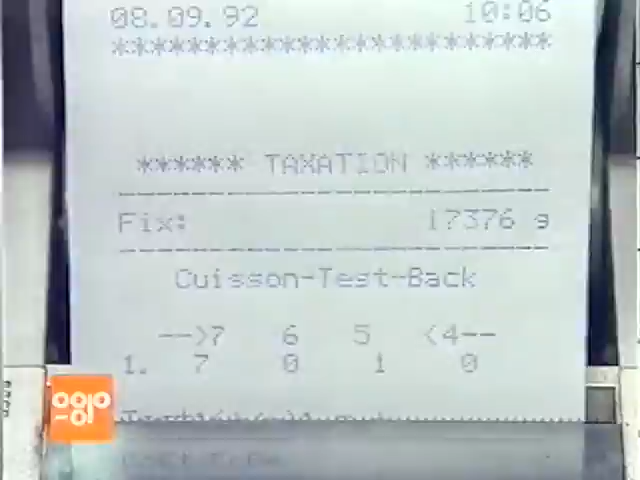 08.09.92 10:06
***********************
****** TAXATION ******
Fix: 17376 g
Cuisson-Test-Back
-->7 6 5 <4--
1. 7 0 1 0